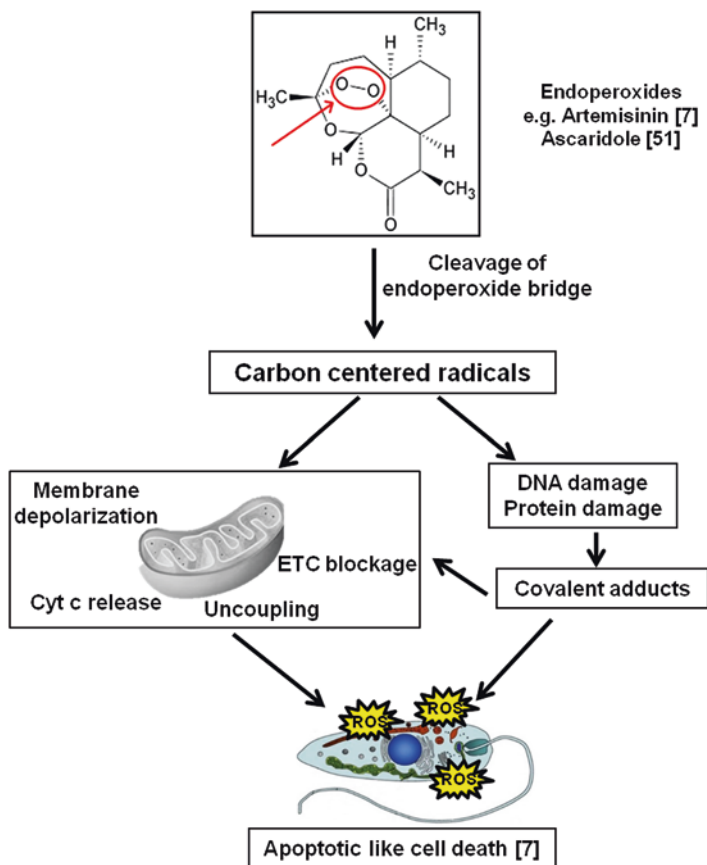 CH₃
H
O
O
H₃C
O
H
H
O
CH₃
O
Endoperoxides
e.g. Artemisinin [7]
Ascaridole [51]
Cleavage of
endoperoxide bridge
Carbon centered radicals
Membrane
depolarization
ETC blockage
Cyt c release
Uncoupling
DNA damage
Protein damage
Covalent adducts
ROS
ROS
ROS
Apoptotic like cell death [7]